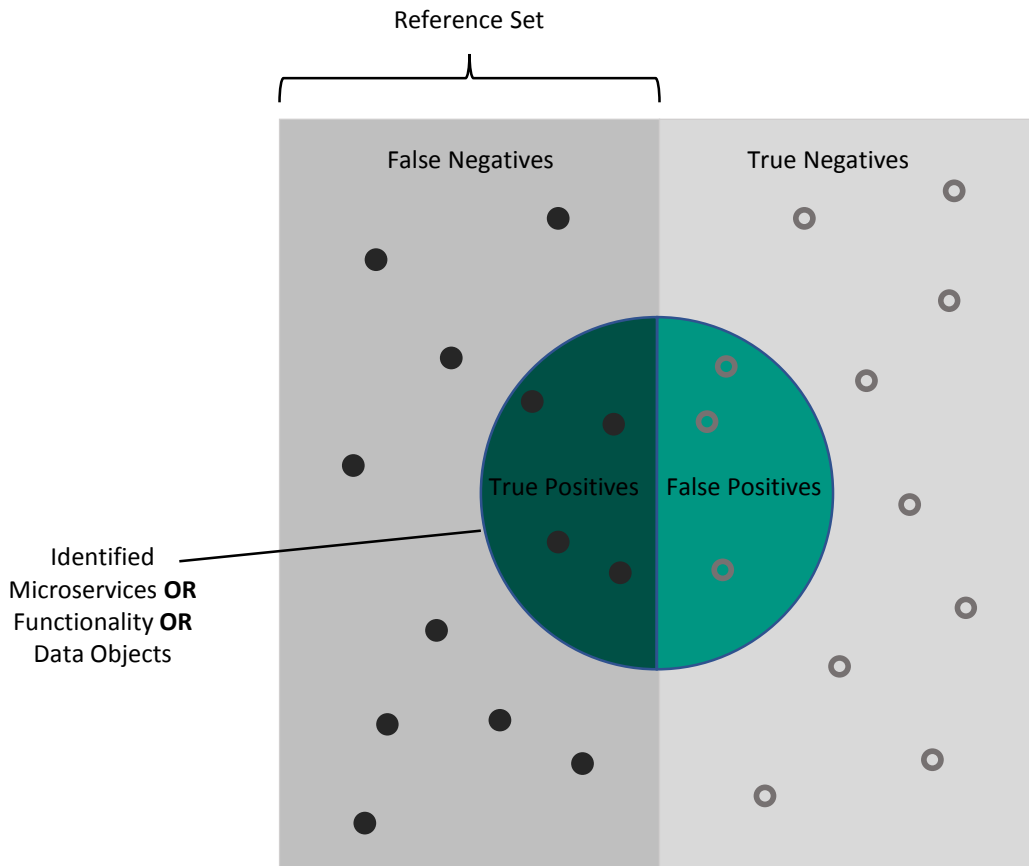 Reference Set
False Negatives
True Negatives
True Positives
False Positives
Identified
Microservices OR
Functionality OR
Data Objects